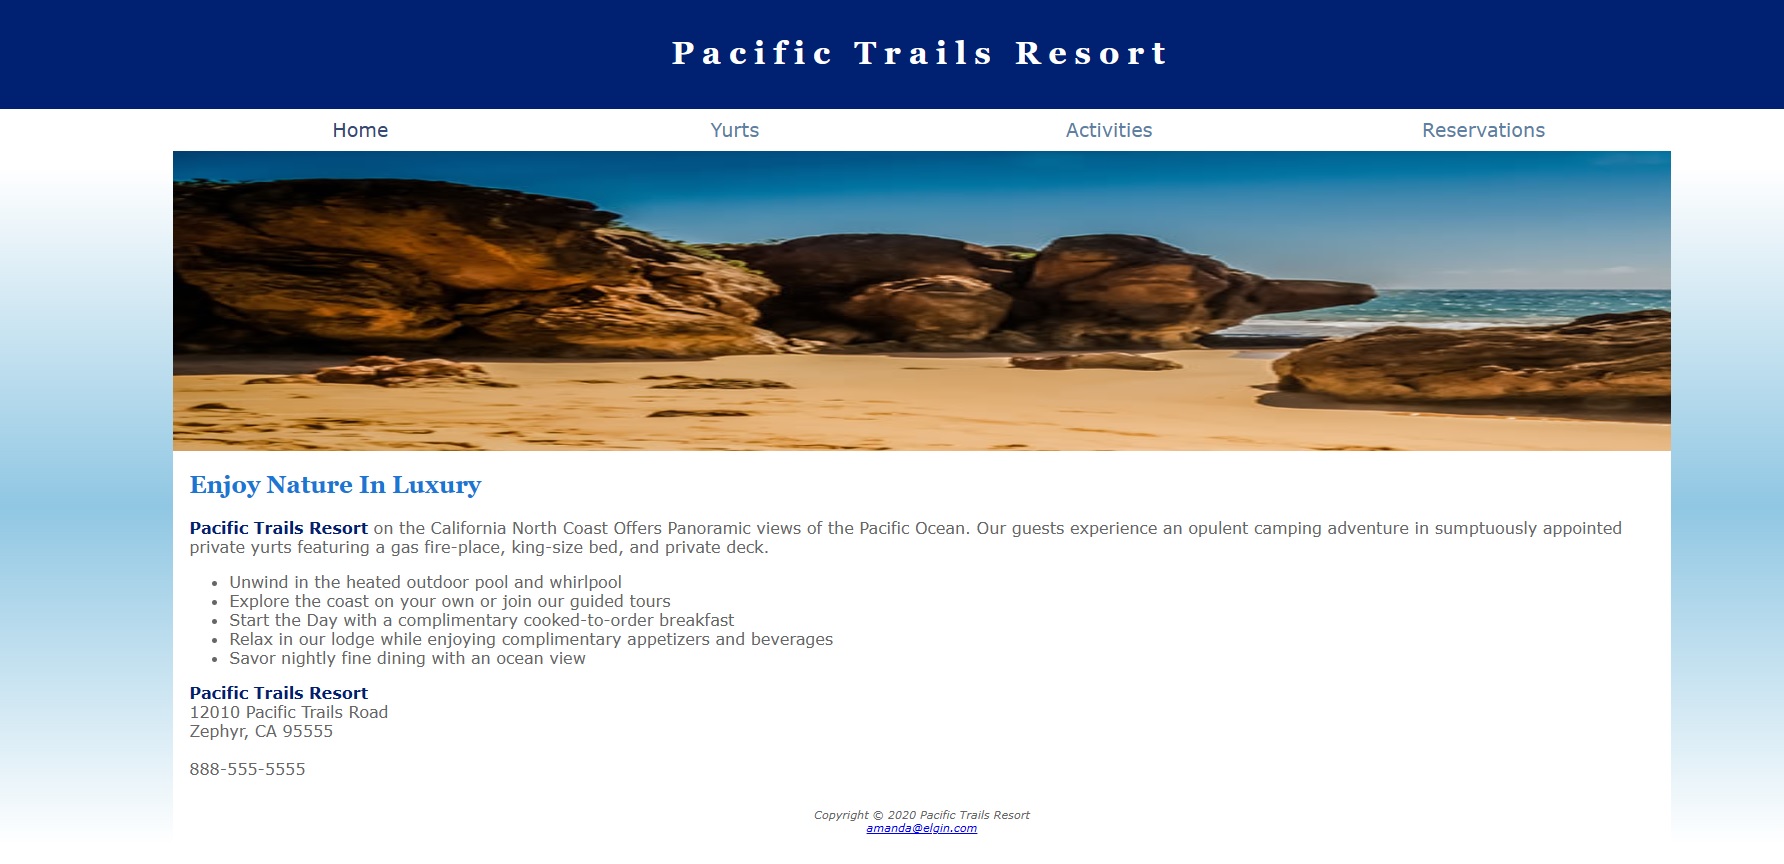 Pacific Trails Resort
Home Yurts Activities Reservations
Enjoy Nature In Luxury
Pacific Trails Resort on the California North Coast Offers Panoramic views of the Pacific Ocean. Our guests experience an opulent camping adventure in sumptuously appointed
private yurts featuring a gas fire-place, king-size bed, and private deck.
• Unwind in the heated outdoor pool and whirlpool
• Explore the coast on your own or join our guided tours
• Start the Day with a complimentary cooked-to-order breakfast
• Relax in our lodge while enjoying complimentary appetizers and beverages
• Savor nightly fine dining with an ocean view
Pacific Trails Resort
12010 Pacific Trails Road
Zephyr, CA 95555
888-555-5555
Copyright © 2020 Pacific Trails Resort
amanda@elgin.com